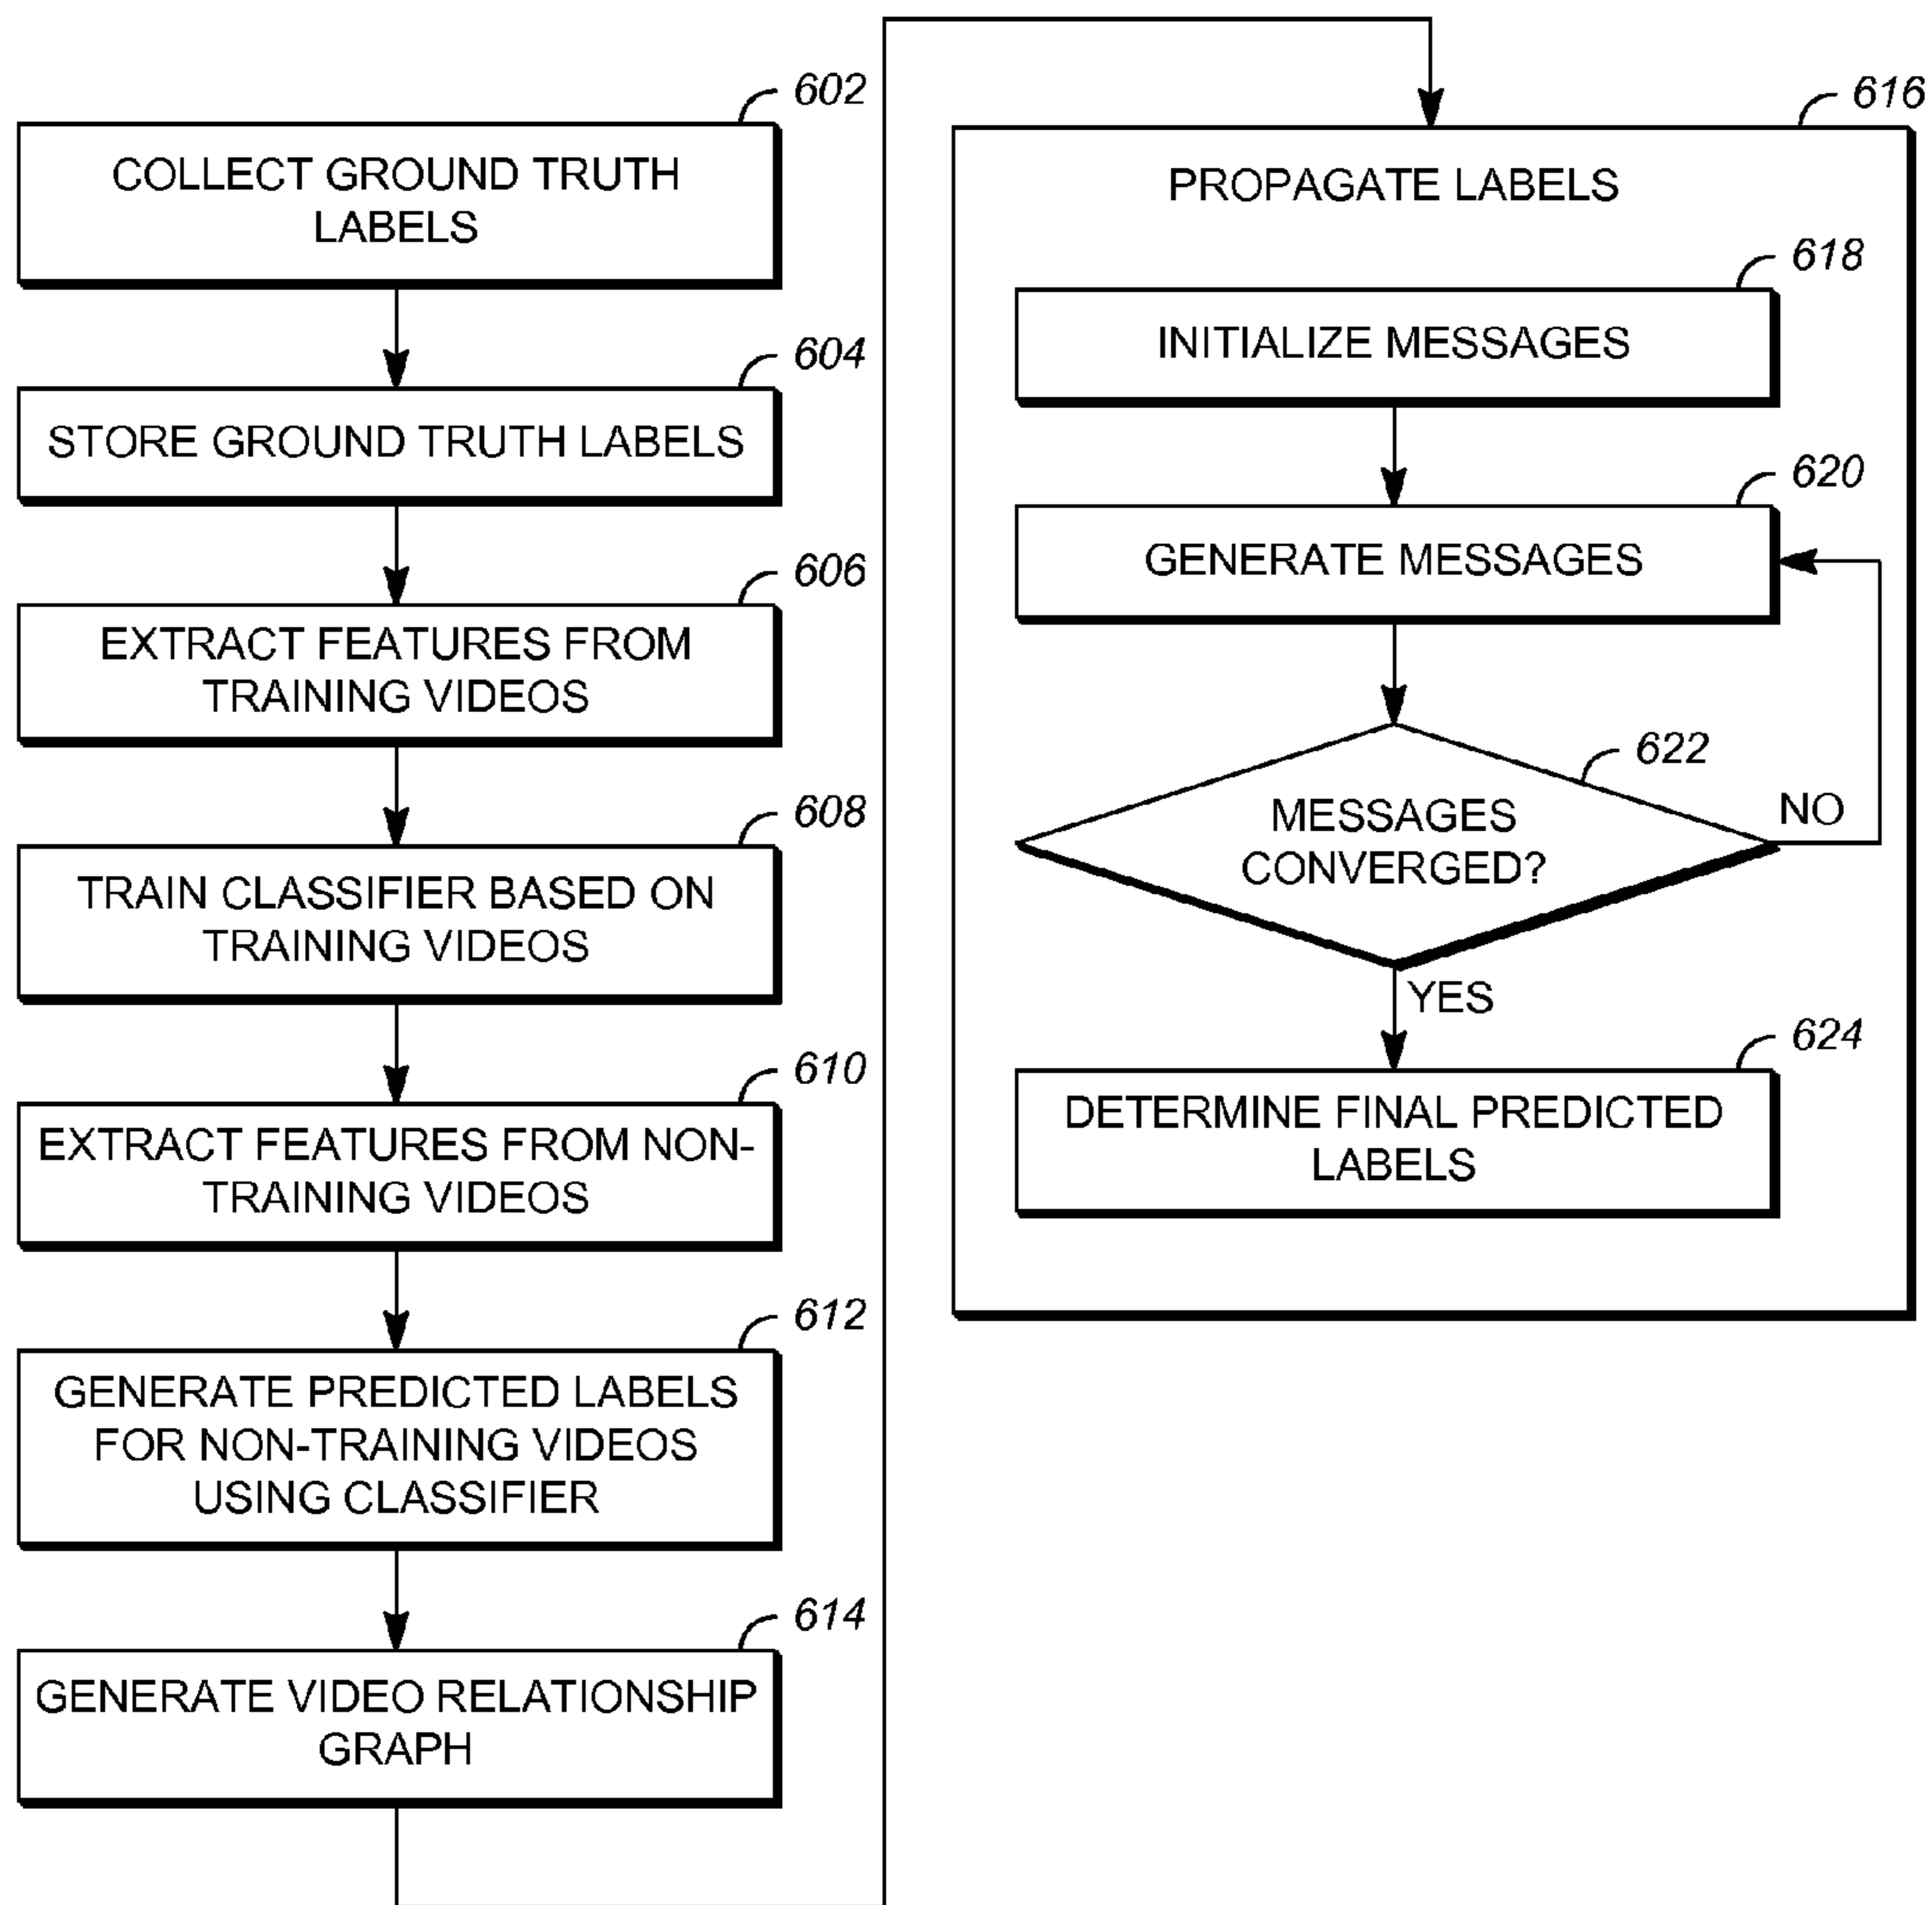 602
COLLECT GROUND TRUTH
LABELS
604
STORE GROUND TRUTH LABELS
606
EXTRACT FEATURES FROM
TRAINING VIDEOS
608
TRAIN CLASSIFIER BASED ON
TRAINING VIDEOS
610
EXTRACT FEATURES FROM NON-
TRAINING VIDEOS
612
GENERATE PREDICTED LABELS
FOR NON-TRAINING VIDEOS
USING CLASSIFIER
614
GENERATE VIDEO RELATIONSHIP
GRAPH
616
PROPAGATE LABELS
618
INITIALIZE MESSAGES
620
GENERATE MESSAGES
622
MESSAGES
CONVERGED?
NO
YES
624
DETERMINE FINAL PREDICTED
LABELS